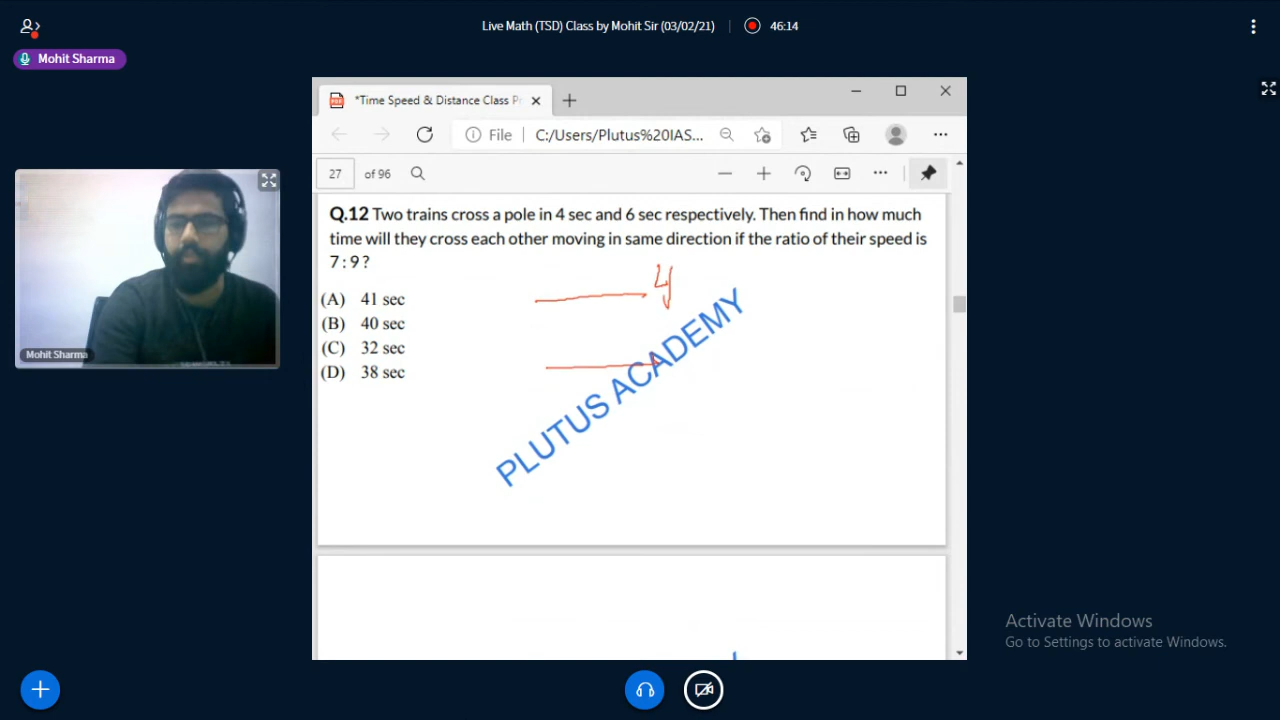 Live Math (TSD) Class by Mohit Sir (03/02/21)
46:14
Mohit Sharma
*Time Speed & Distance Class Pr
File
C:/Users/Plutus%20IAS...
27
of 96
Q.12 Two trains cross a pole in 4 sec and 6 sec respectively. Then find in how much
time will they cross each other moving in same direction if the ratio of their speed is
7 : 9 ?
4
(A) 41 sec
(B) 40 sec
(C) 32 sec
(D) 38 sec
PLUTUS ACADEMY
Mohit Sharma
Activate Windows
Go to Settings to activate Windows.